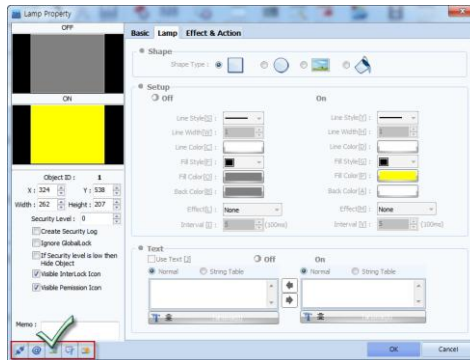 Lamp Property
OFF
ON
Object ID : 1
X : 324 Y : 538
Width : 262 Height : 207
Security Level : 0
Create Security Log
Ignore GlobalLock
If Security level is low then
Hide Object
Visible InterLock Icon
Visible Permission Icon
Memo :
Basic Lamp Effect & Action
Shape
Shape Type :
Setup
Off On
Line Style[S] : Line Style[Y] :
Line Width[W] : Line Width[H] :
Line Color[C] : Line Color[L] :
Fill Style[F] : Fill Style[G] :
Fill Color[O] : Fill Color[P] :
Back Color[B] : Back Color[A] :
Effect[E] : None Effect[M] : None
Interval [I] : 5 (100ms) Interval [V] : 5 (100ms)
Text
Use Text [J] Off On
Normal String Table Normal String Table
OK Cancel